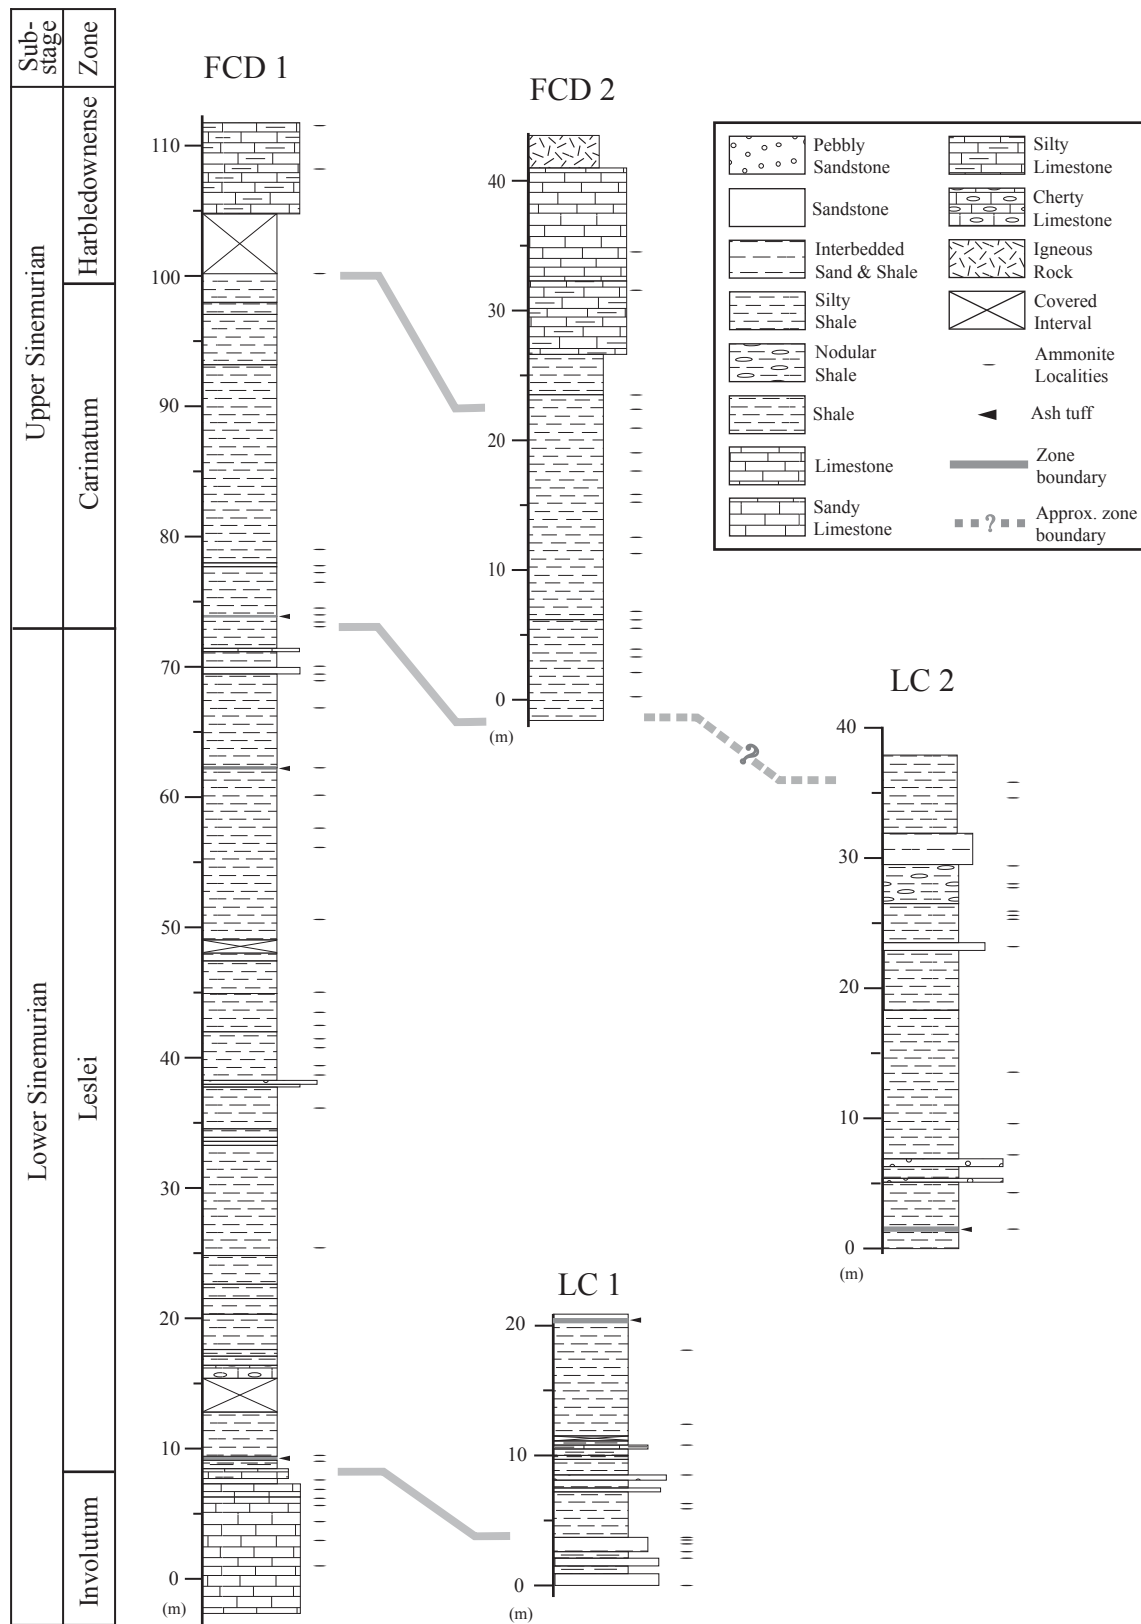 Sub-
stage
Zone
Upper Sinemurian
Lower Sinemurian
Harbledownense
Carinatum
Leslei
Involutum
FCD 1
110
100
90
80
70
60
50
40
30
20
10
0
(m)
FCD 2
40
30
20
10
0
(m)
?
LC 1
20
10
0
(m)
LC 2
40
30
20
10
0
(m)
Pebbly
Sandstone
Sandstone
Interbedded
Sand & Shale
Silty
Shale
Nodular
Shale
Shale
Limestone
Sandy
Limestone
Silty
Limestone
Cherty
Limestone
Igneous
Rock
Covered
Interval
Ammonite
Localities
Ash tuff
Zone
boundary
?
Approx. zone
boundary